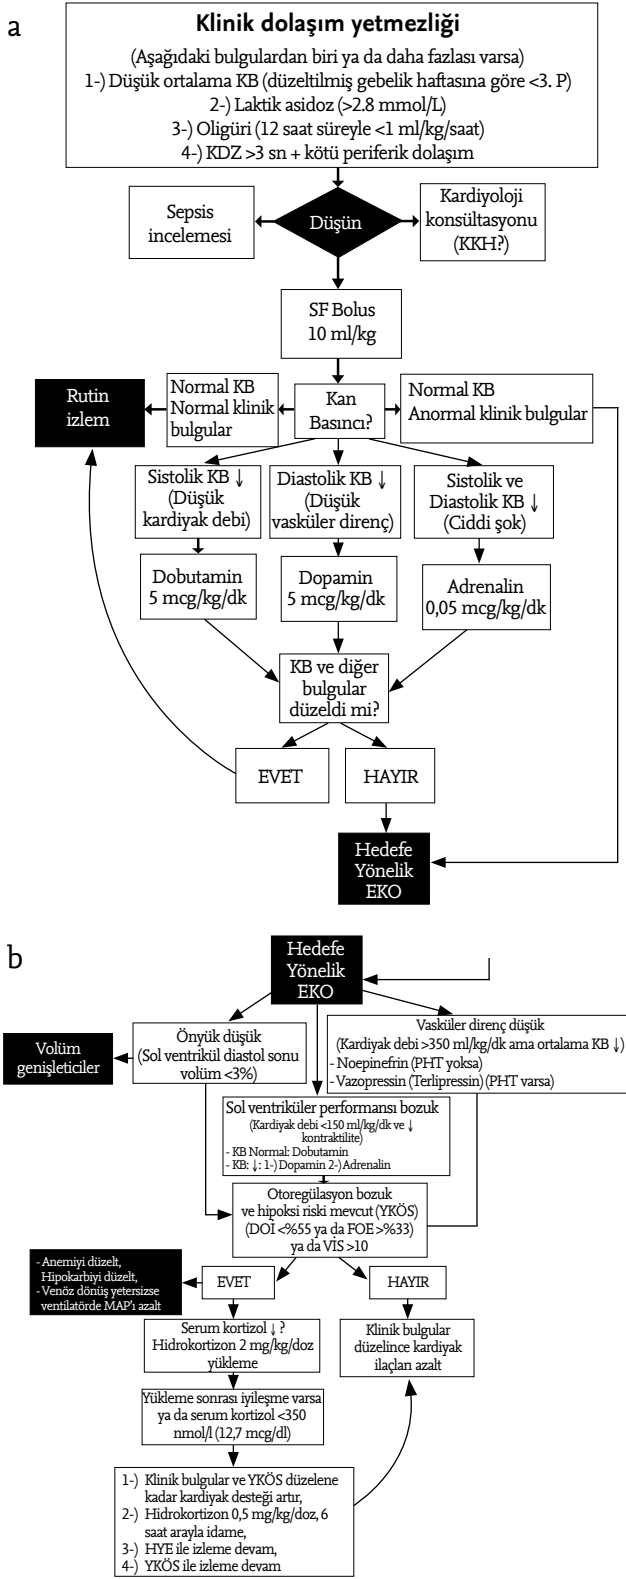 a
Klinik dolaşım yetmezliği
(Aşağıdaki bulgulardan biri ya da daha fazlası varsa)
1-) Düşük ortalama KB (düzeltilmiş gebelik haftasına göre <3. P)
2-) Laktik asidoz (>2.8 mmol/L)
3-) Oligüri (12 saat süreyle <1 ml/kg/saat)
4-) KDZ >3 sn + kötü periferik dolaşım
Sepsis
incelemesi
Düşün
Kardiyoloji
konsültasyonu
(KKH?)
SF Bolus
10 ml/kg
Rutin
izlem
Normal KB
Normal klinik
bulgular
Kan
Basıncı?
Normal KB
Anormal klinik bulgular
Sistolik KB ↓
(Düşük
kardiyak debi)
Diastolik KB ↓
(Düşük
vasküler direnç)
Sistolik ve
Diastolik KB ↓
(Ciddi şok)
Dobutamin
5 mcg/kg/dk
Dopamin
5 mcg/kg/dk
Adrenalin
0,05 mcg/kg/dk
KB ve diğer
bulgular
düzeldi mi?
EVET
HAYIR
Hedefe
Yönelik
EKO
b
Hedefe
Yönelik
EKO
Volüm
genişleticiler
Önyük düşük
(Sol ventrikül diastol sonu
volüm <3%)
Vasküler direnç düşük
(Kardiyak debi >350 ml/kg/dk ama ortalama KB ↓)
- Noepinefrin (PHT yoksa)
- Vazopressin (Terlipressin) (PHT varsa)
Sol ventriküler performansı bozuk
(Kardiyak debi <150 ml/kg/dk ve ↓
kontraktilite)
- KB Normal: Dobutamin
- KB: ↓: 1-) Dopamin 2-) Adrenalin
Otoregülasyon bozuk
ve hipoksi riski mevcut (YKÖS)
(DOİ <%55 ya da FOE >%33)
ya da VİS >10
- Anemiyi düzelt,
Hipokarbiyi düzelt,
- Venöz dönüş yetersizse
ventilatörde MAP'ı azalt
EVET
HAYIR
Serum kortizol ↓ ?
Hidrokortizon 2 mg/kg/doz
yükleme
Klinik bulgular
düzelince kardiyak
ilaçları azalt
Yükleme sonrası iyileşme varsa
ya da serum kortizol <350
nmol/l (12,7 mcg/dl)
1-) Klinik bulgular ve YKÖS düzelene
kadar kardiyak desteği artır,
2-) Hidrokortizon 0,5 mg/kg/doz, 6
saat arayla idame,
3-) HYE ile izleme devam,
4-) YKÖS ile izleme devam